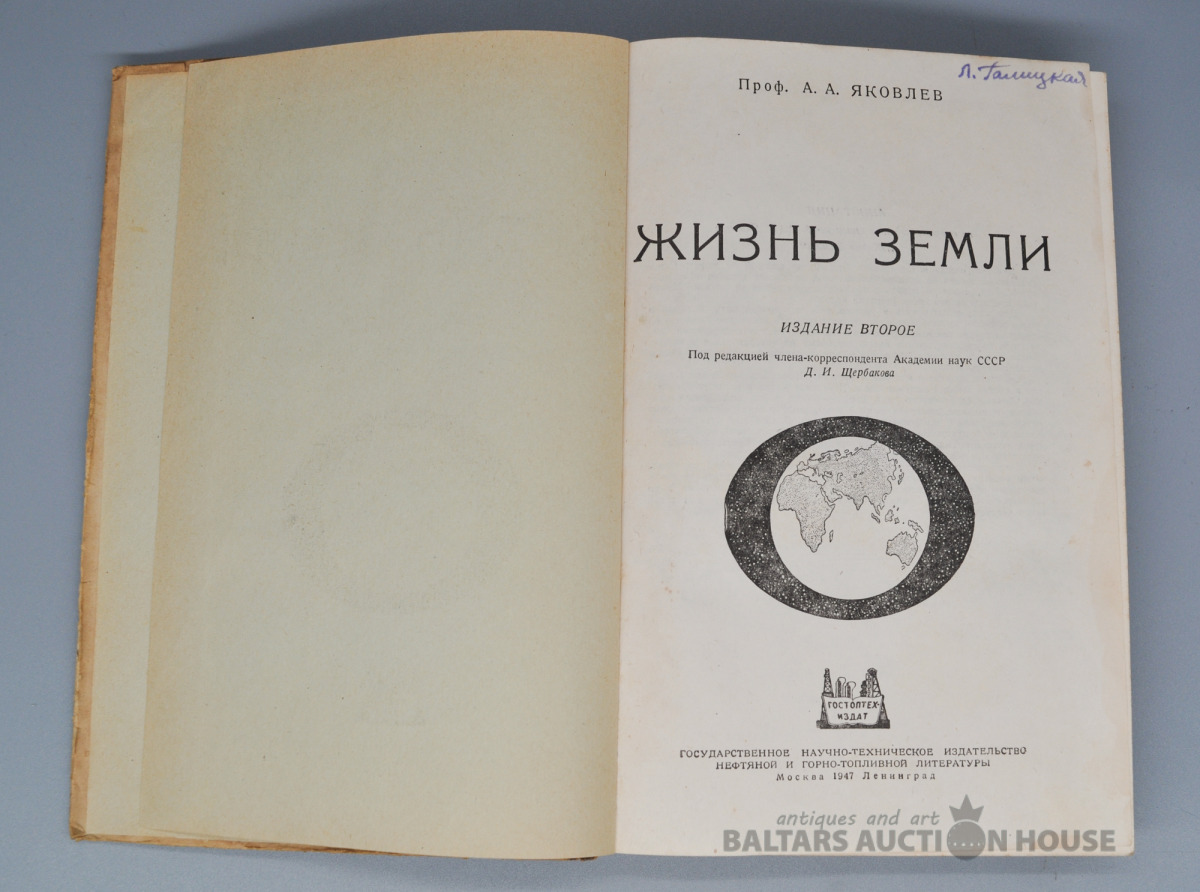 Л. Галицкая
Проф. А. А. ЯКОВЛЕВ
ЖИЗНЬ ЗЕМЛИ
ИЗДАНИЕ ВТОРОЕ
Под редакцией члена-корреспондента Академии наук СССР
Д. И. Щербакова
ГОСТОПТЕХ-
ИЗДАТ
ГОСУДАРСТВЕННОЕ НАУЧНО-ТЕХНИЧЕСКОЕ ИЗДАТЕЛЬСТВО
НЕФТЯНОЙ И ГОРНО-ТОПЛИВНОЙ ЛИТЕРАТУРЫ
Москва 1947 Ленинград
antiques and art
BALTARS AUCTION HOUSE